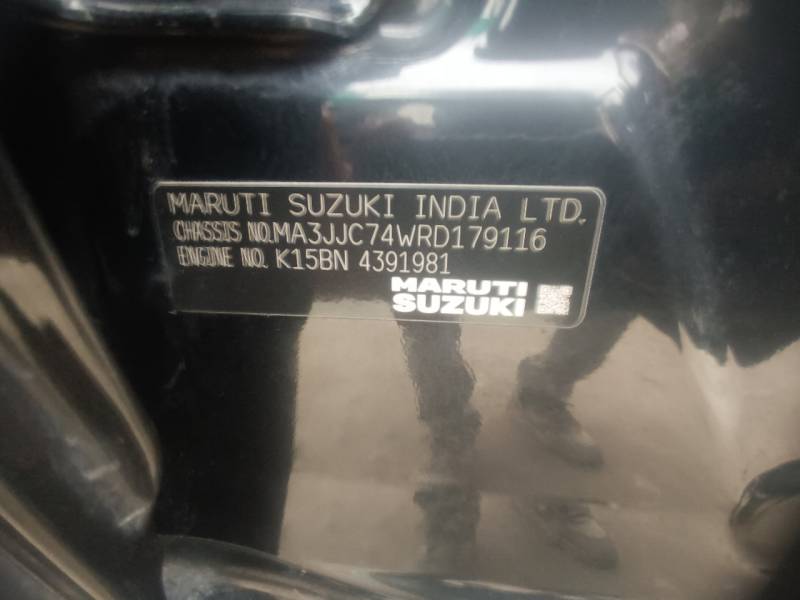 MARUTI SUZUKI INDIA LTD.
CHASSIS NO.MA3JJC74WRD179116
ENGINE NO. K15BN 4391981
MARUTI
SUZUKI